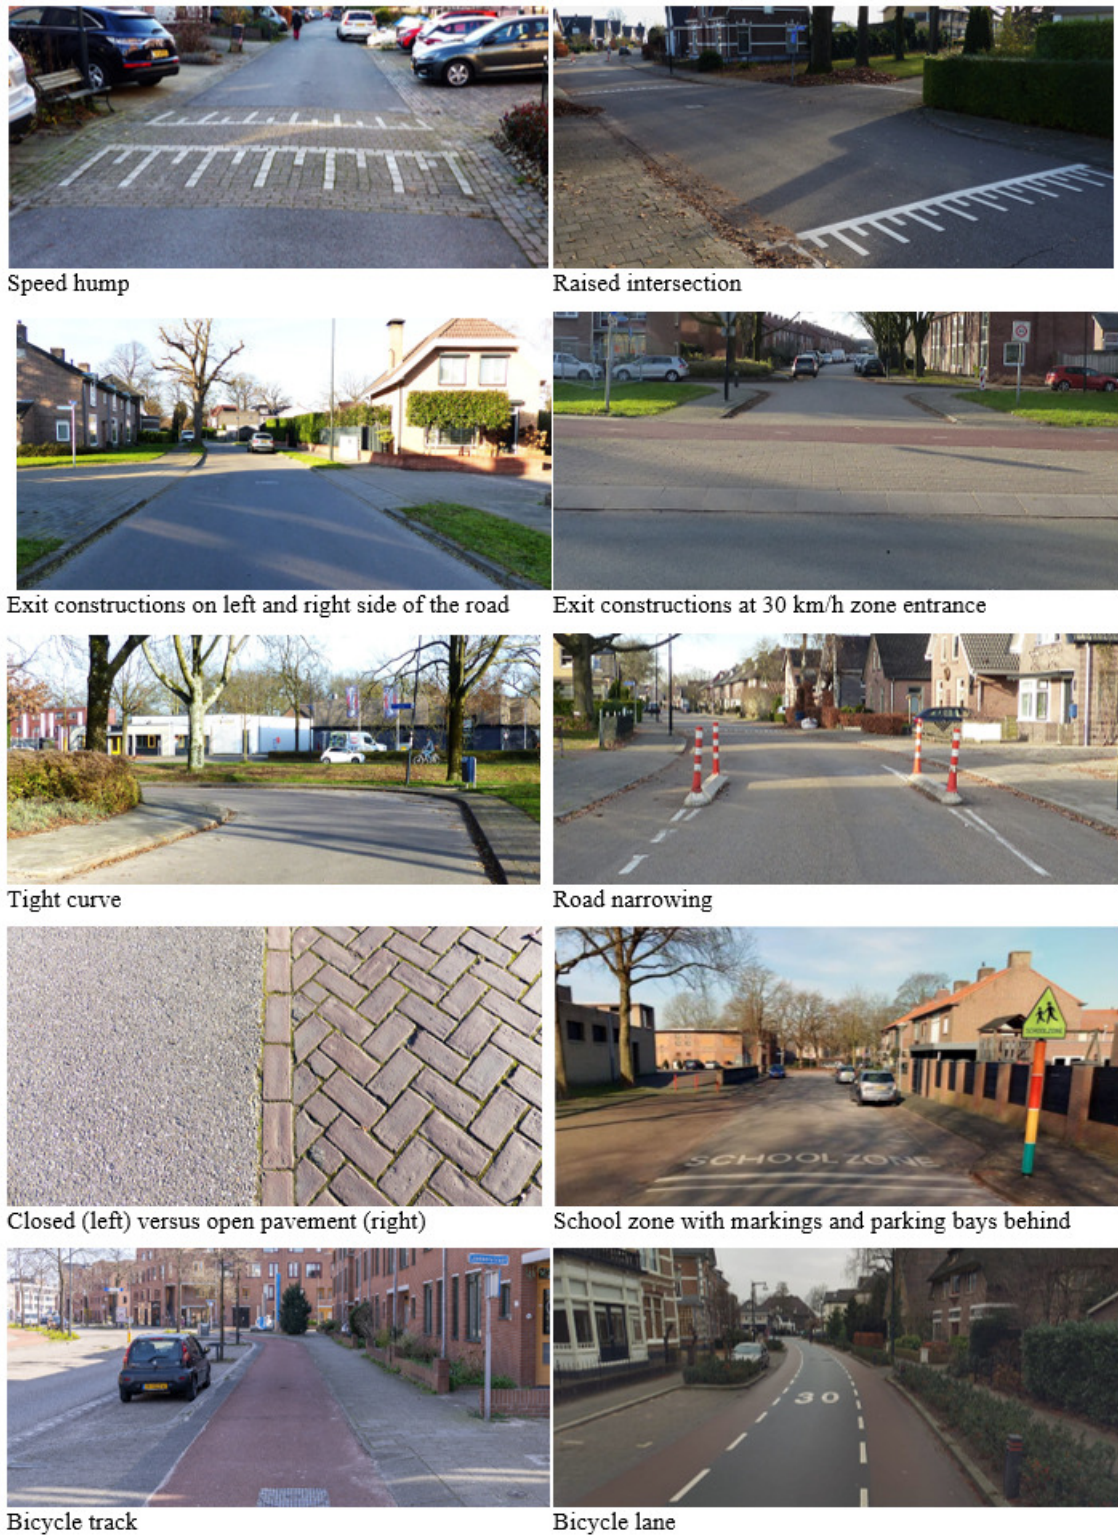 Speed hump
Raised intersection
Exit constructions on left and right side of the road
Exit constructions at 30 km/h zone entrance
Tight curve
Road narrowing
SCHOOLZONE
SCHOOL ZONE
Closed (left) versus open pavement (right)
School zone with markings and parking bays behind
30
Bicycle track
Bicycle lane